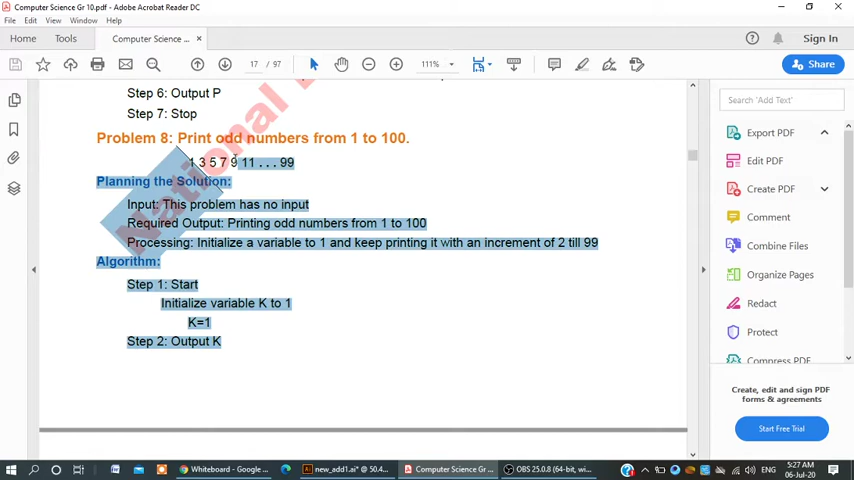 Computer Science Gr 10.pdf - Adobe Acrobat Reader DC
File Edit View Window Help
Home Tools Computer Science ... × Sign In
17 / 97 111% Share
Step 6: Output P
Step 7: Stop
Problem 8: Print odd numbers from 1 to 100.
1 3 5 7 9 11 . . . 99
Planning the Solution:
Input: This problem has no input
Required Output: Printing odd numbers from 1 to 100
Processing: Initialize a variable to 1 and keep printing it with an increment of 2 till 99
Algorithm:
Step 1: Start
Initialize variable K to 1
K=1
Step 2: Output K
National
Search 'Add Text'
Export PDF
Edit PDF
Create PDF
Comment
Combine Files
Organize Pages
Redact
Protect
Compress PDF
Create, edit and sign PDF
forms & agreements
Start Free Trial
Whiteboard - Google ... new_add1.ai* @ 50.4... Computer Science Gr ... OBS 25.0.8 (64-bit, wi... ENG 5:27 AM
06-Jul-20